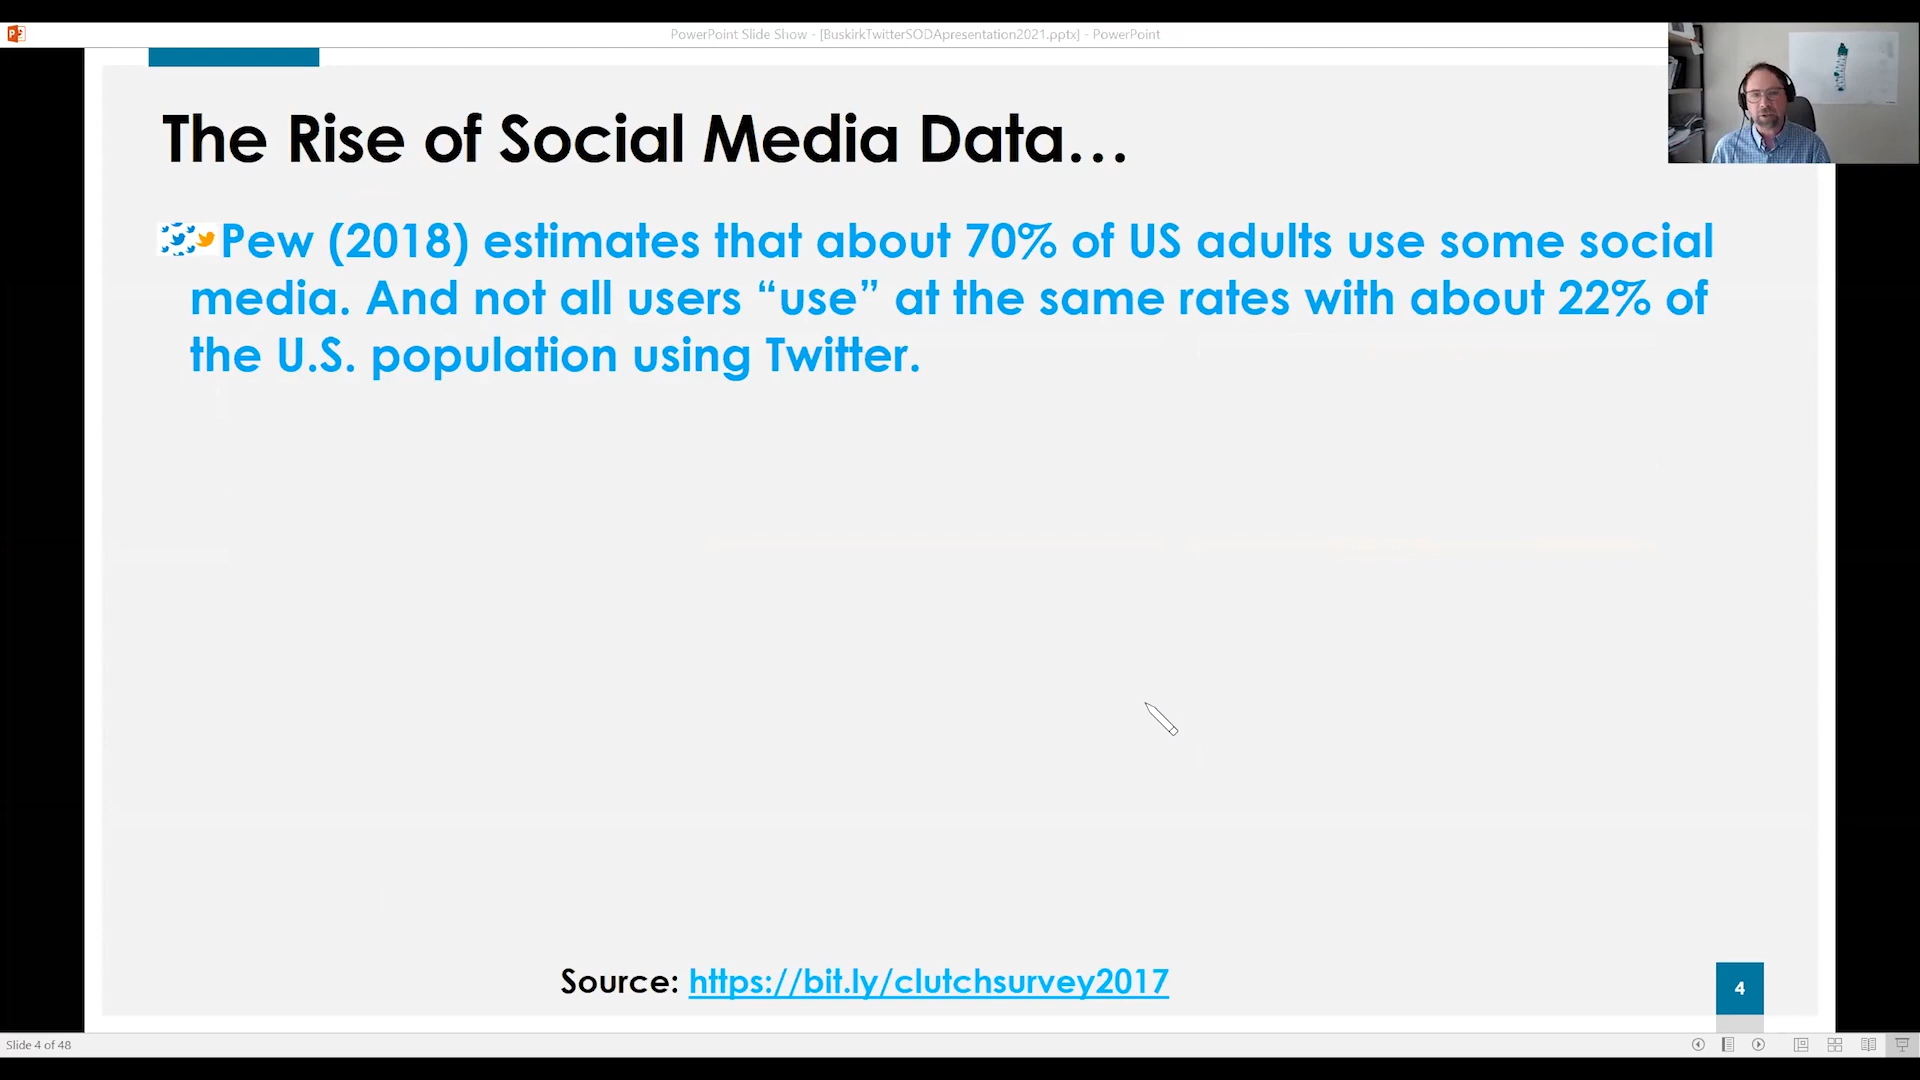 PowerPoint Slide Show - [BuskirkTwitterSODApresentation2021.pptx] - PowerPoint
The Rise of Social Media Data...
Pew (2018) estimates that about 70% of US adults use some social
media. And not all users “use” at the same rates with about 22% of
the U.S. population using Twitter.
Source: https://bit.ly/clutchsurvey2017
4
Slide 4 of 48